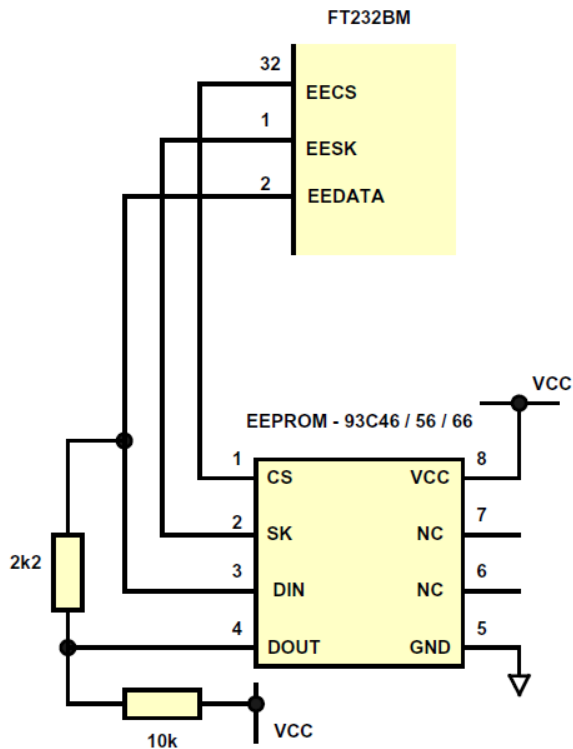 FT232BM
32
EECS
1
EESK
2
EEDATA
VCC
EEPROM - 93C46 / 56 / 66
1
CS
VCC
8
2
SK
NC
7
3
DIN
NC
6
4
DOUT
GND
5
2k2
10k
VCC